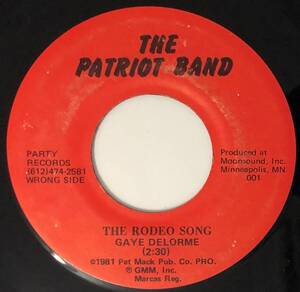 THE
PATRIOT BAND
PARTY
RECORDS
(612)474-2581
WRONG SIDE
Produced at
Moonsound, Inc.
Minneapolis, MN
001
THE RODEO SONG
GAYE DELORME
(2:30)
©1981 Pet Mack Pub. Co. PRO.
℗ GMM, Inc.
Marcas Reg.